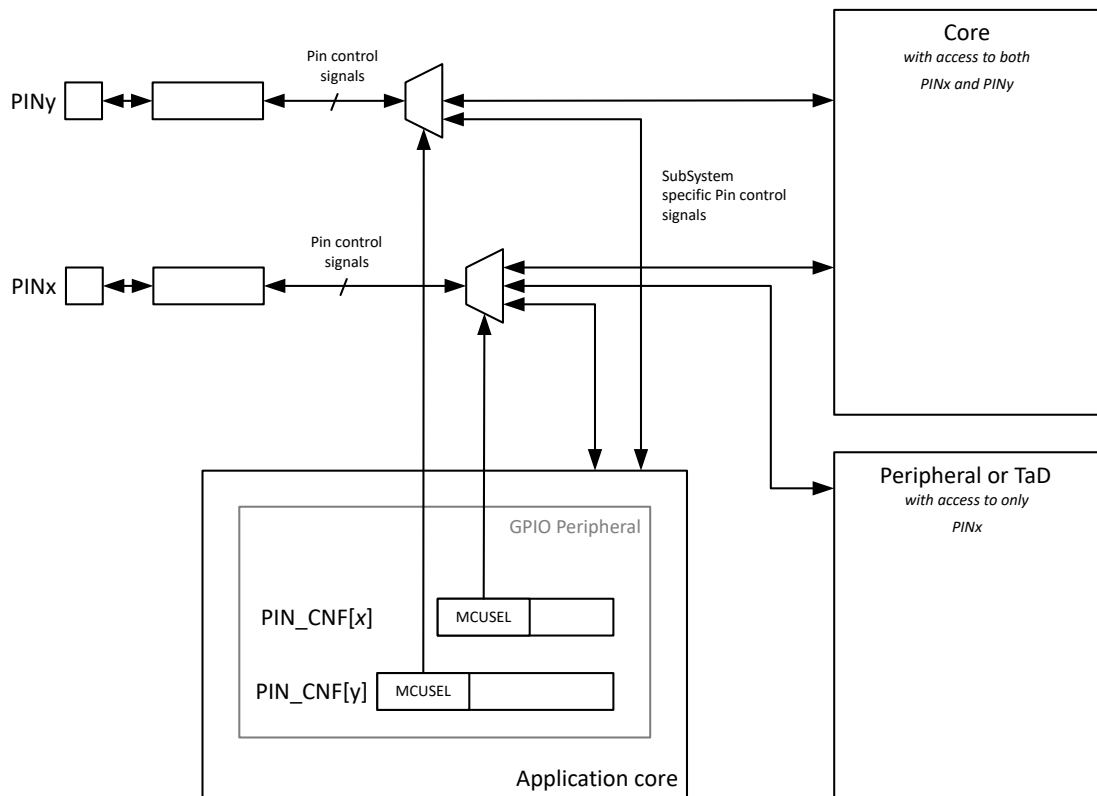 Core
with access to both
PINx and PINy
Pin control
signals
PINy
SubSystem
specific Pin control
signals
Pin control
signals
PINx
Peripheral or TaD
with access to only
PINx
GPIO Peripheral
PIN_CNF[x]
MCUSEL
PIN_CNF[y]
MCUSEL
Application core